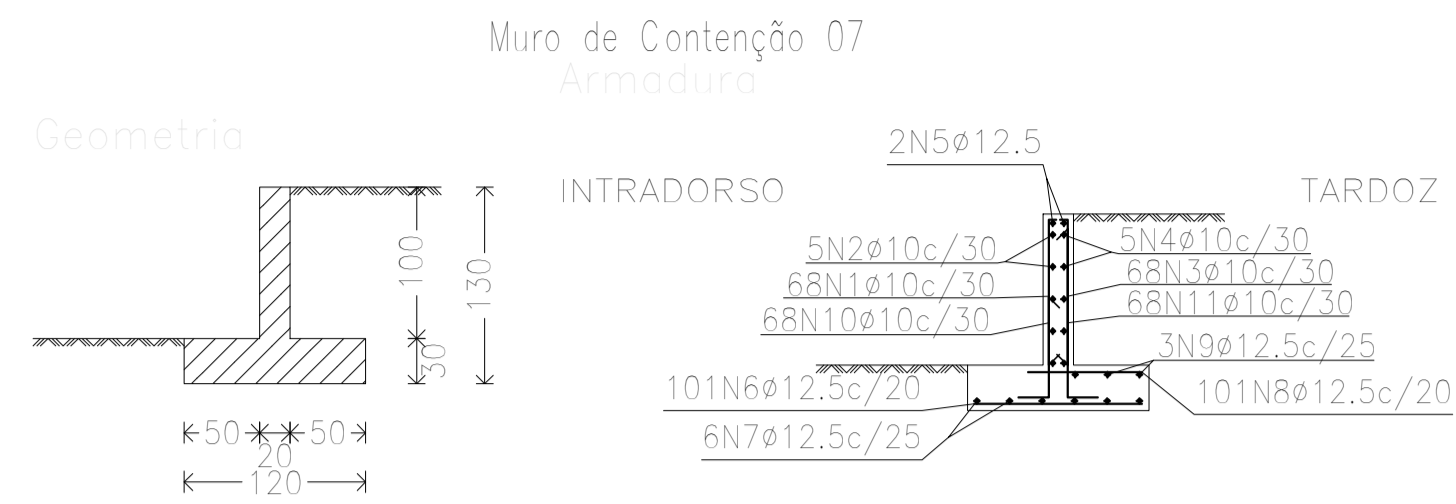 Muro de Contenção 07
Armadura
Geometria
100
130
30
50
50
20
120
INTRADORSO
TARDOZ
2N5ø12.5
5N2ø10c/30
5N4ø10c/30
68N1ø10c/30
68N3ø10c/30
68N10ø10c/30
68N11ø10c/30
3N9ø12.5c/25
101N6ø12.5c/20
101N8ø12.5c/20
6N7ø12.5c/25